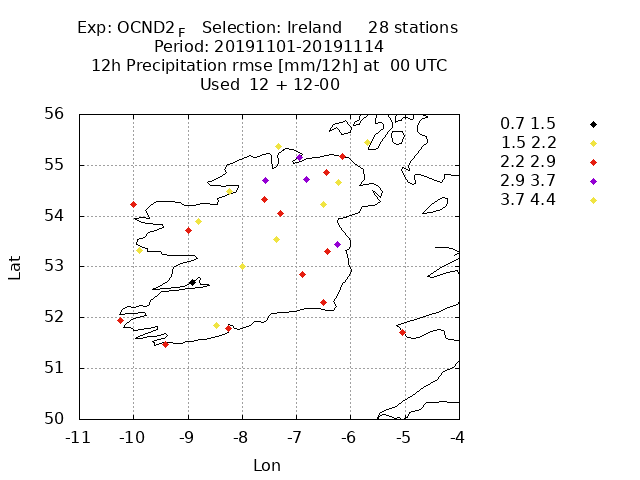 Exp: OCND2F Selection: Ireland 28 stations
Period: 20191101-20191114
12h Precipitation rmse [mm/12h] at 00 UTC
Used 12 + 12-00
56
55
54
53
52
51
50
-11 -10 -9 -8 -7 -6 -5 -4
Lat
Lon
0.7 1.5
1.5 2.2
2.2 2.9
2.9 3.7
3.7 4.4